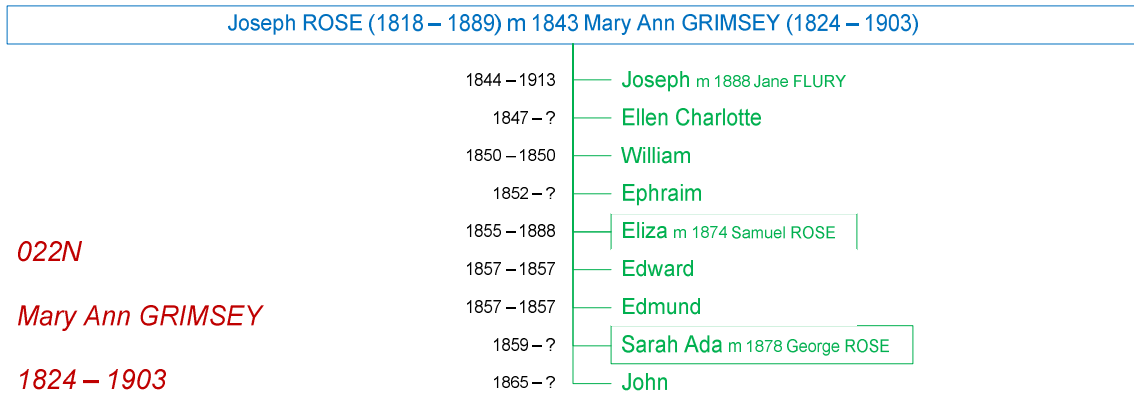 Joseph ROSE (1818 – 1889) m 1843 Mary Ann GRIMSEY (1824 – 1903)
1844 – 1913 Joseph m 1888 Jane FLURY
1847 – ? Ellen Charlotte
1850 – 1850 William
1852 – ? Ephraim
1855 – 1888 Eliza m 1874 Samuel ROSE
022N
1857 – 1857 Edward
1857 – 1857 Edmund
Mary Ann GRIMSEY
1859 – ? Sarah Ada m 1878 George ROSE
1824 – 1903
1865 – ? John